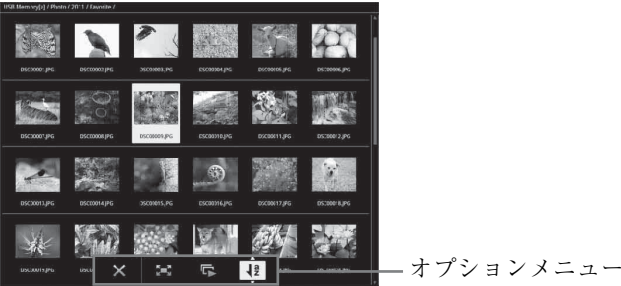 USB Memory[s] / Photo / 2011 / Favorite /
DSC00001.JPG DSC00002.JPG DSC00003.JPG DSC00004.JPG DSC00005.JPG DSC00006.JPG
DSC00007.JPG DSC00008.JPG DSC00009.JPG DSC00010.JPG DSC00011.JPG DSC00012.JPG
DSC00013.JPG DSC00014.JPG DSC00015.JPG DSC00016.JPG DSC00017.JPG DSC00018.JPG
オプションメニュー